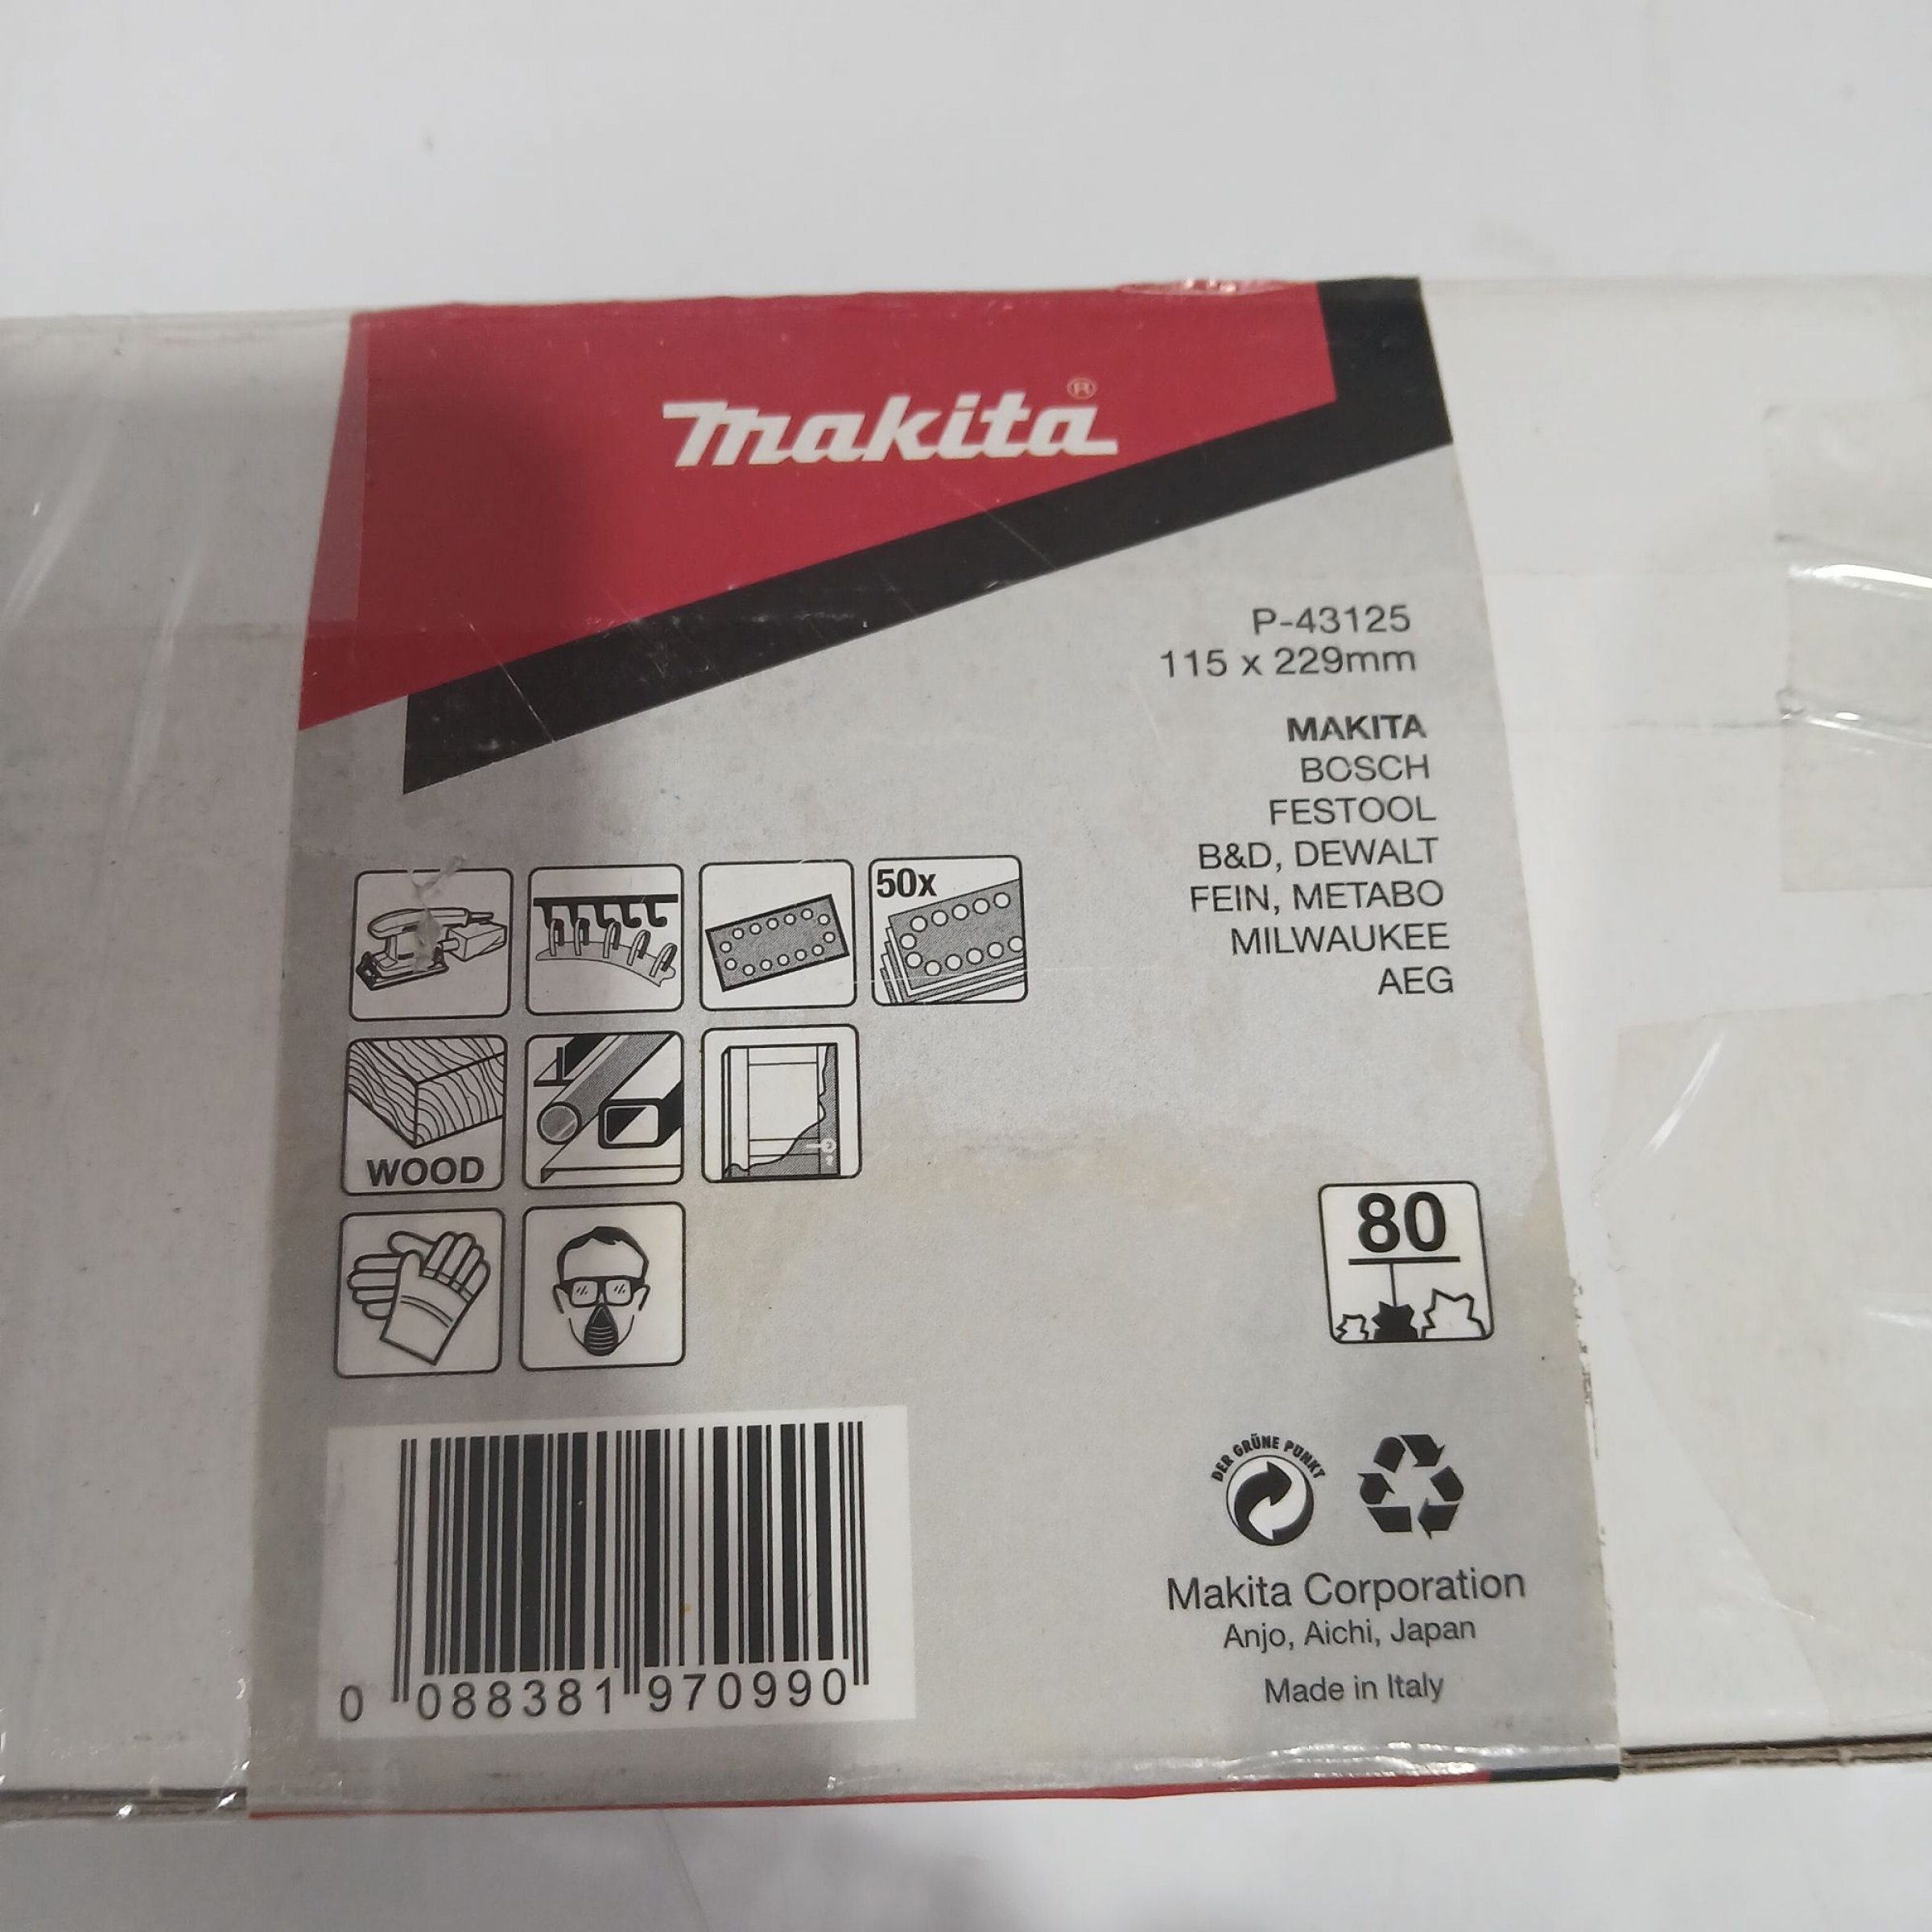 makita®
P-43125
115 x 229mm
MAKITA
BOSCH
FESTOOL
B&D, DEWALT
FEIN, METABO
MILWAUKEE
AEG
50x
WOOD
80
DER GRÜNE PUNKT
Makita Corporation
Anjo, Aichi, Japan
Made in Italy
0 088381 970990